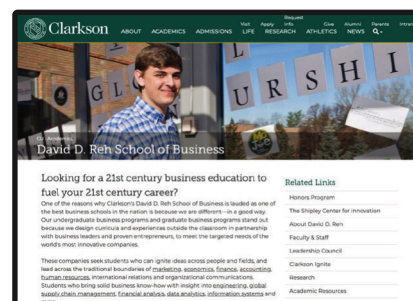 Request
Visit Apply Info Give Alumni Parents Intran
Clarkson
ABOUT ACADEMICS ADMISSIONS LIFE RESEARCH ATHLETICS NEWS
G L
U R S H I
David D. Reh School of Business
Looking for a 21st century business education to
fuel your 21st century career?
One of the reasons why Clarkson's David D. Reh School of Business is lauded as one of
the best business schools in the nation is because we are different—in a good way.
Our undergraduate business programs and graduate business programs stand out
because we design curricula and experiences outside the classroom in partnership
with business leaders and proven entrepreneurs, to meet the targeted needs of the
world's most innovative companies.
These companies seek students who can ignite ideas across people and fields, and
lead across the traditional boundaries of marketing, economics, finance, accounting,
human resources, international relations and organizational communications.
Students who bring solid business know-how with insight into engineering, global
supply chain management, financial analysis, data analytics, information systems and
Related Links
Honors Program
The Shipley Center for Innovation
About David D. Reh
Faculty & Staff
Leadership Council
Clarkson Ignite
Research
Academic Resources